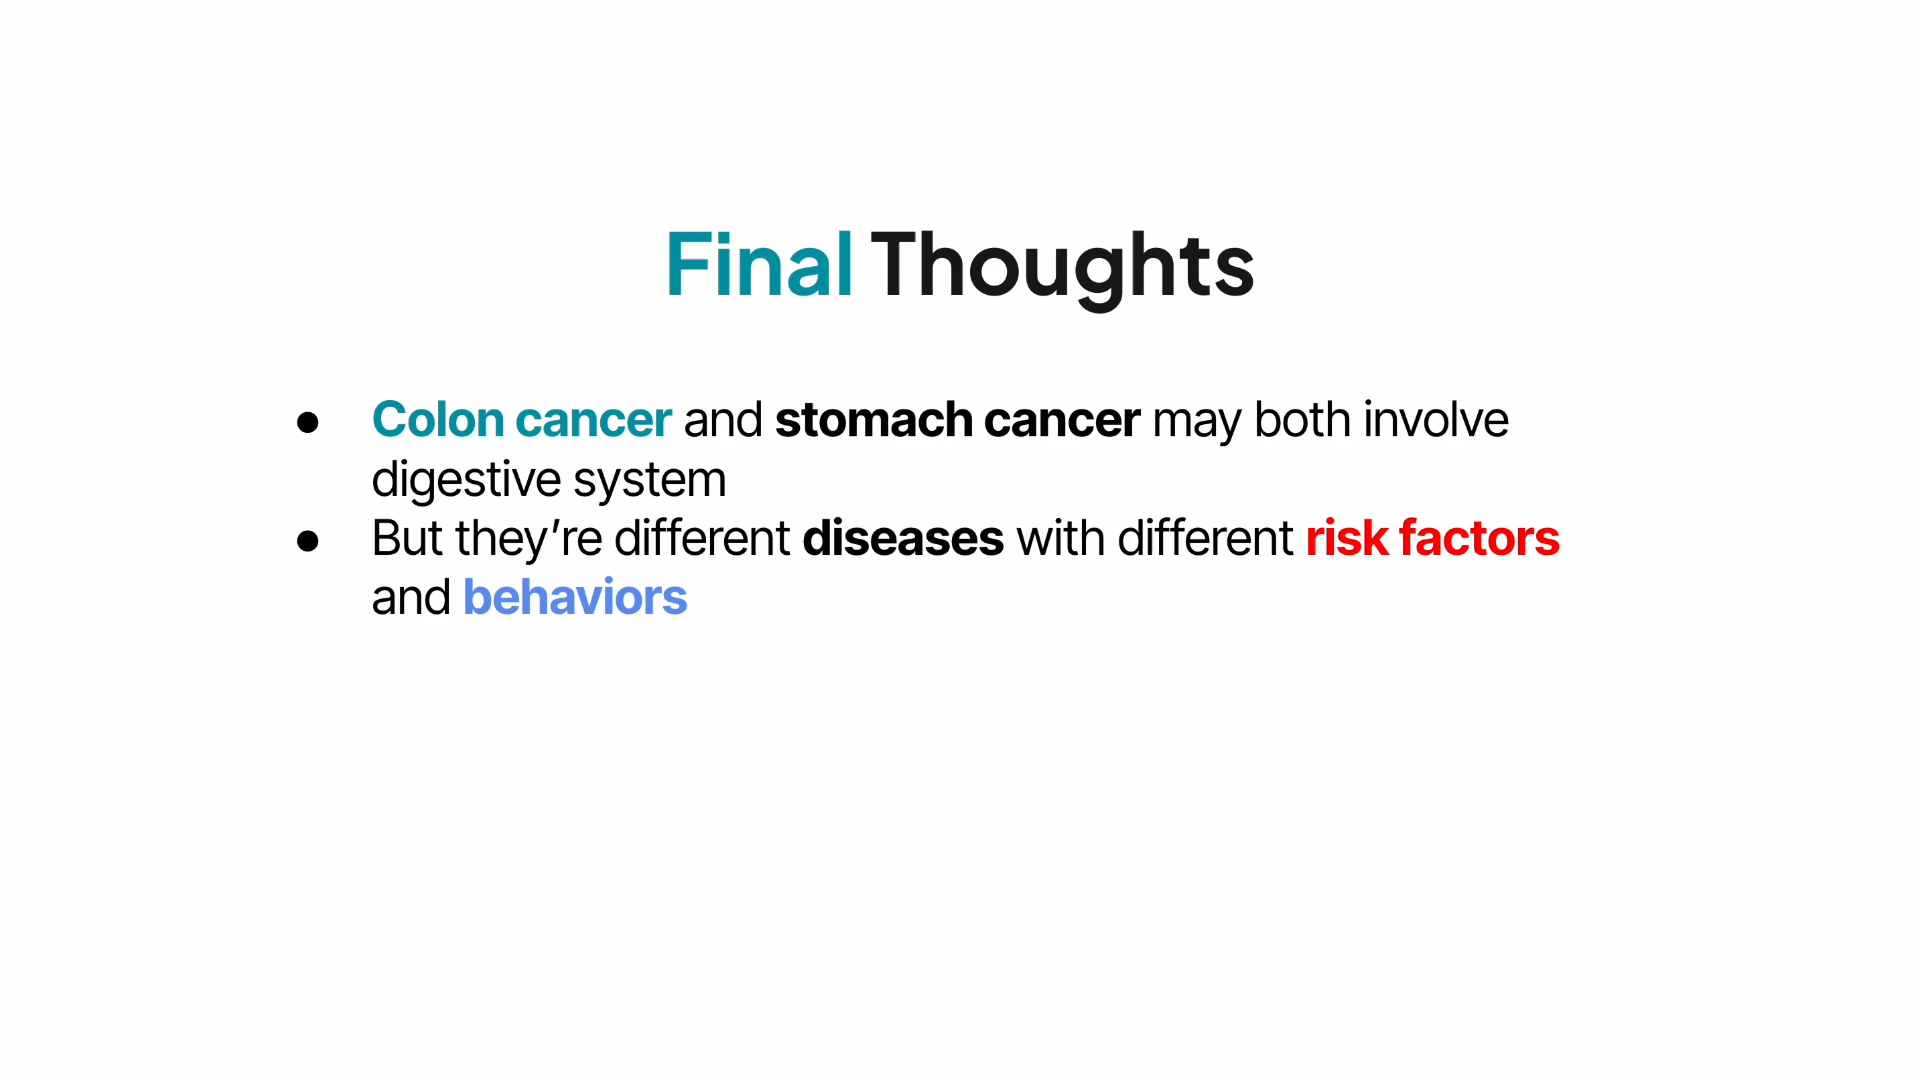 Final Thoughts
● Colon cancer and stomach cancer may both involve
digestive system
● But they’re different diseases with different risk factors
and behaviors